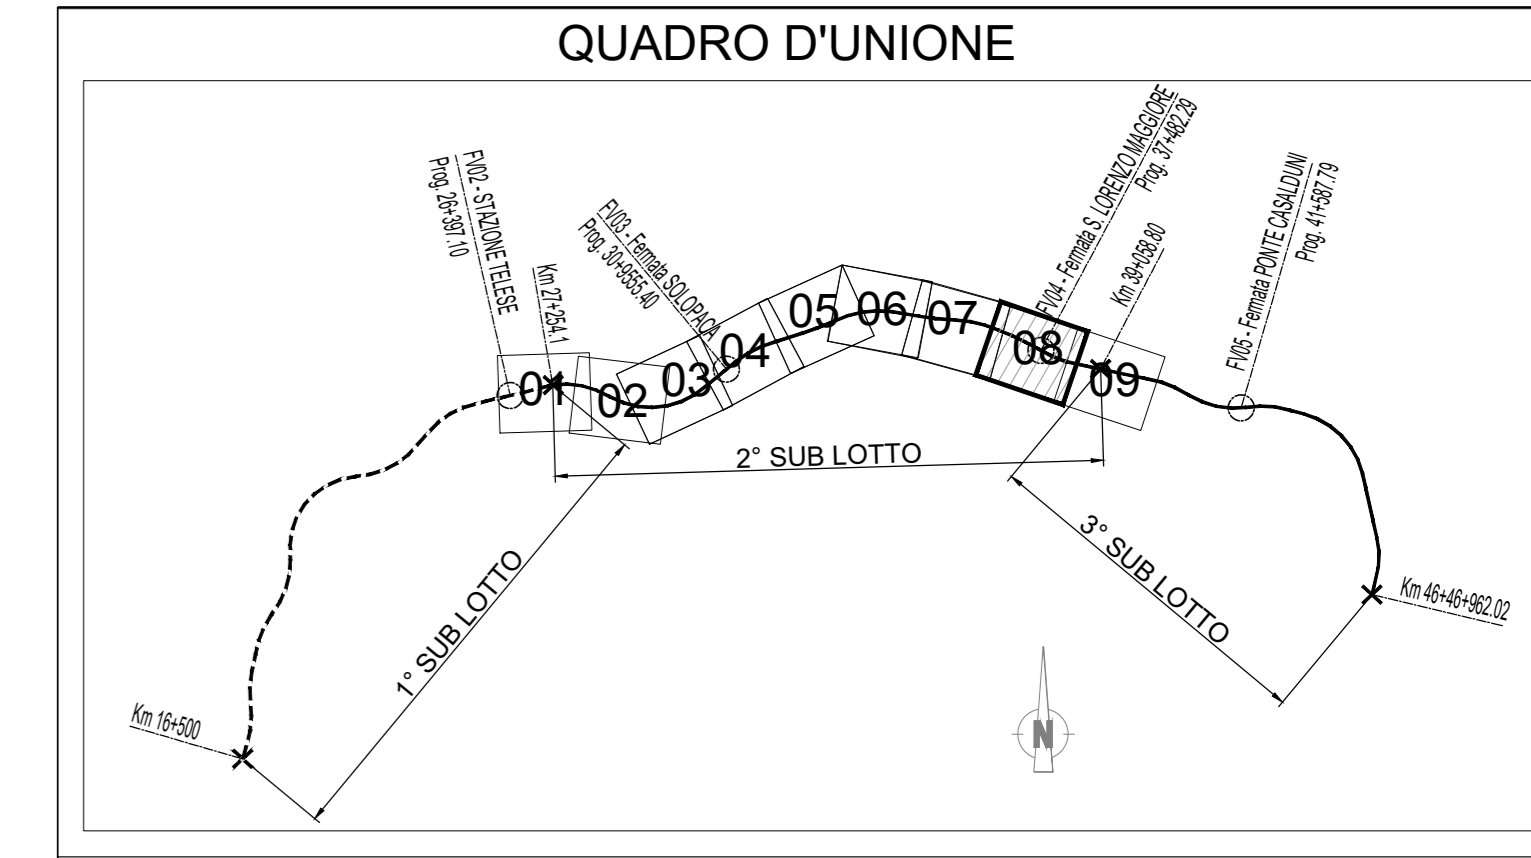 QUADRO D'UNIONE
FV02 - STAZIONE TELESE
Prog. 26+397.10
Km 27+254.1
FV03 - Fermata SOLOPACA
Prog. 30+9555.40
FV04 - Fermata S. LORENZO MAGGIORE
Prog. 37+482.29
Km 39+058.80
FV05 - Fermata PONTE CASALDUNI
Prog. 41+587.79
01
02
03
04
05
06
07
08
09
1° SUB LOTTO
2° SUB LOTTO
3° SUB LOTTO
Km 16+500
Km 46+46+962.02
N